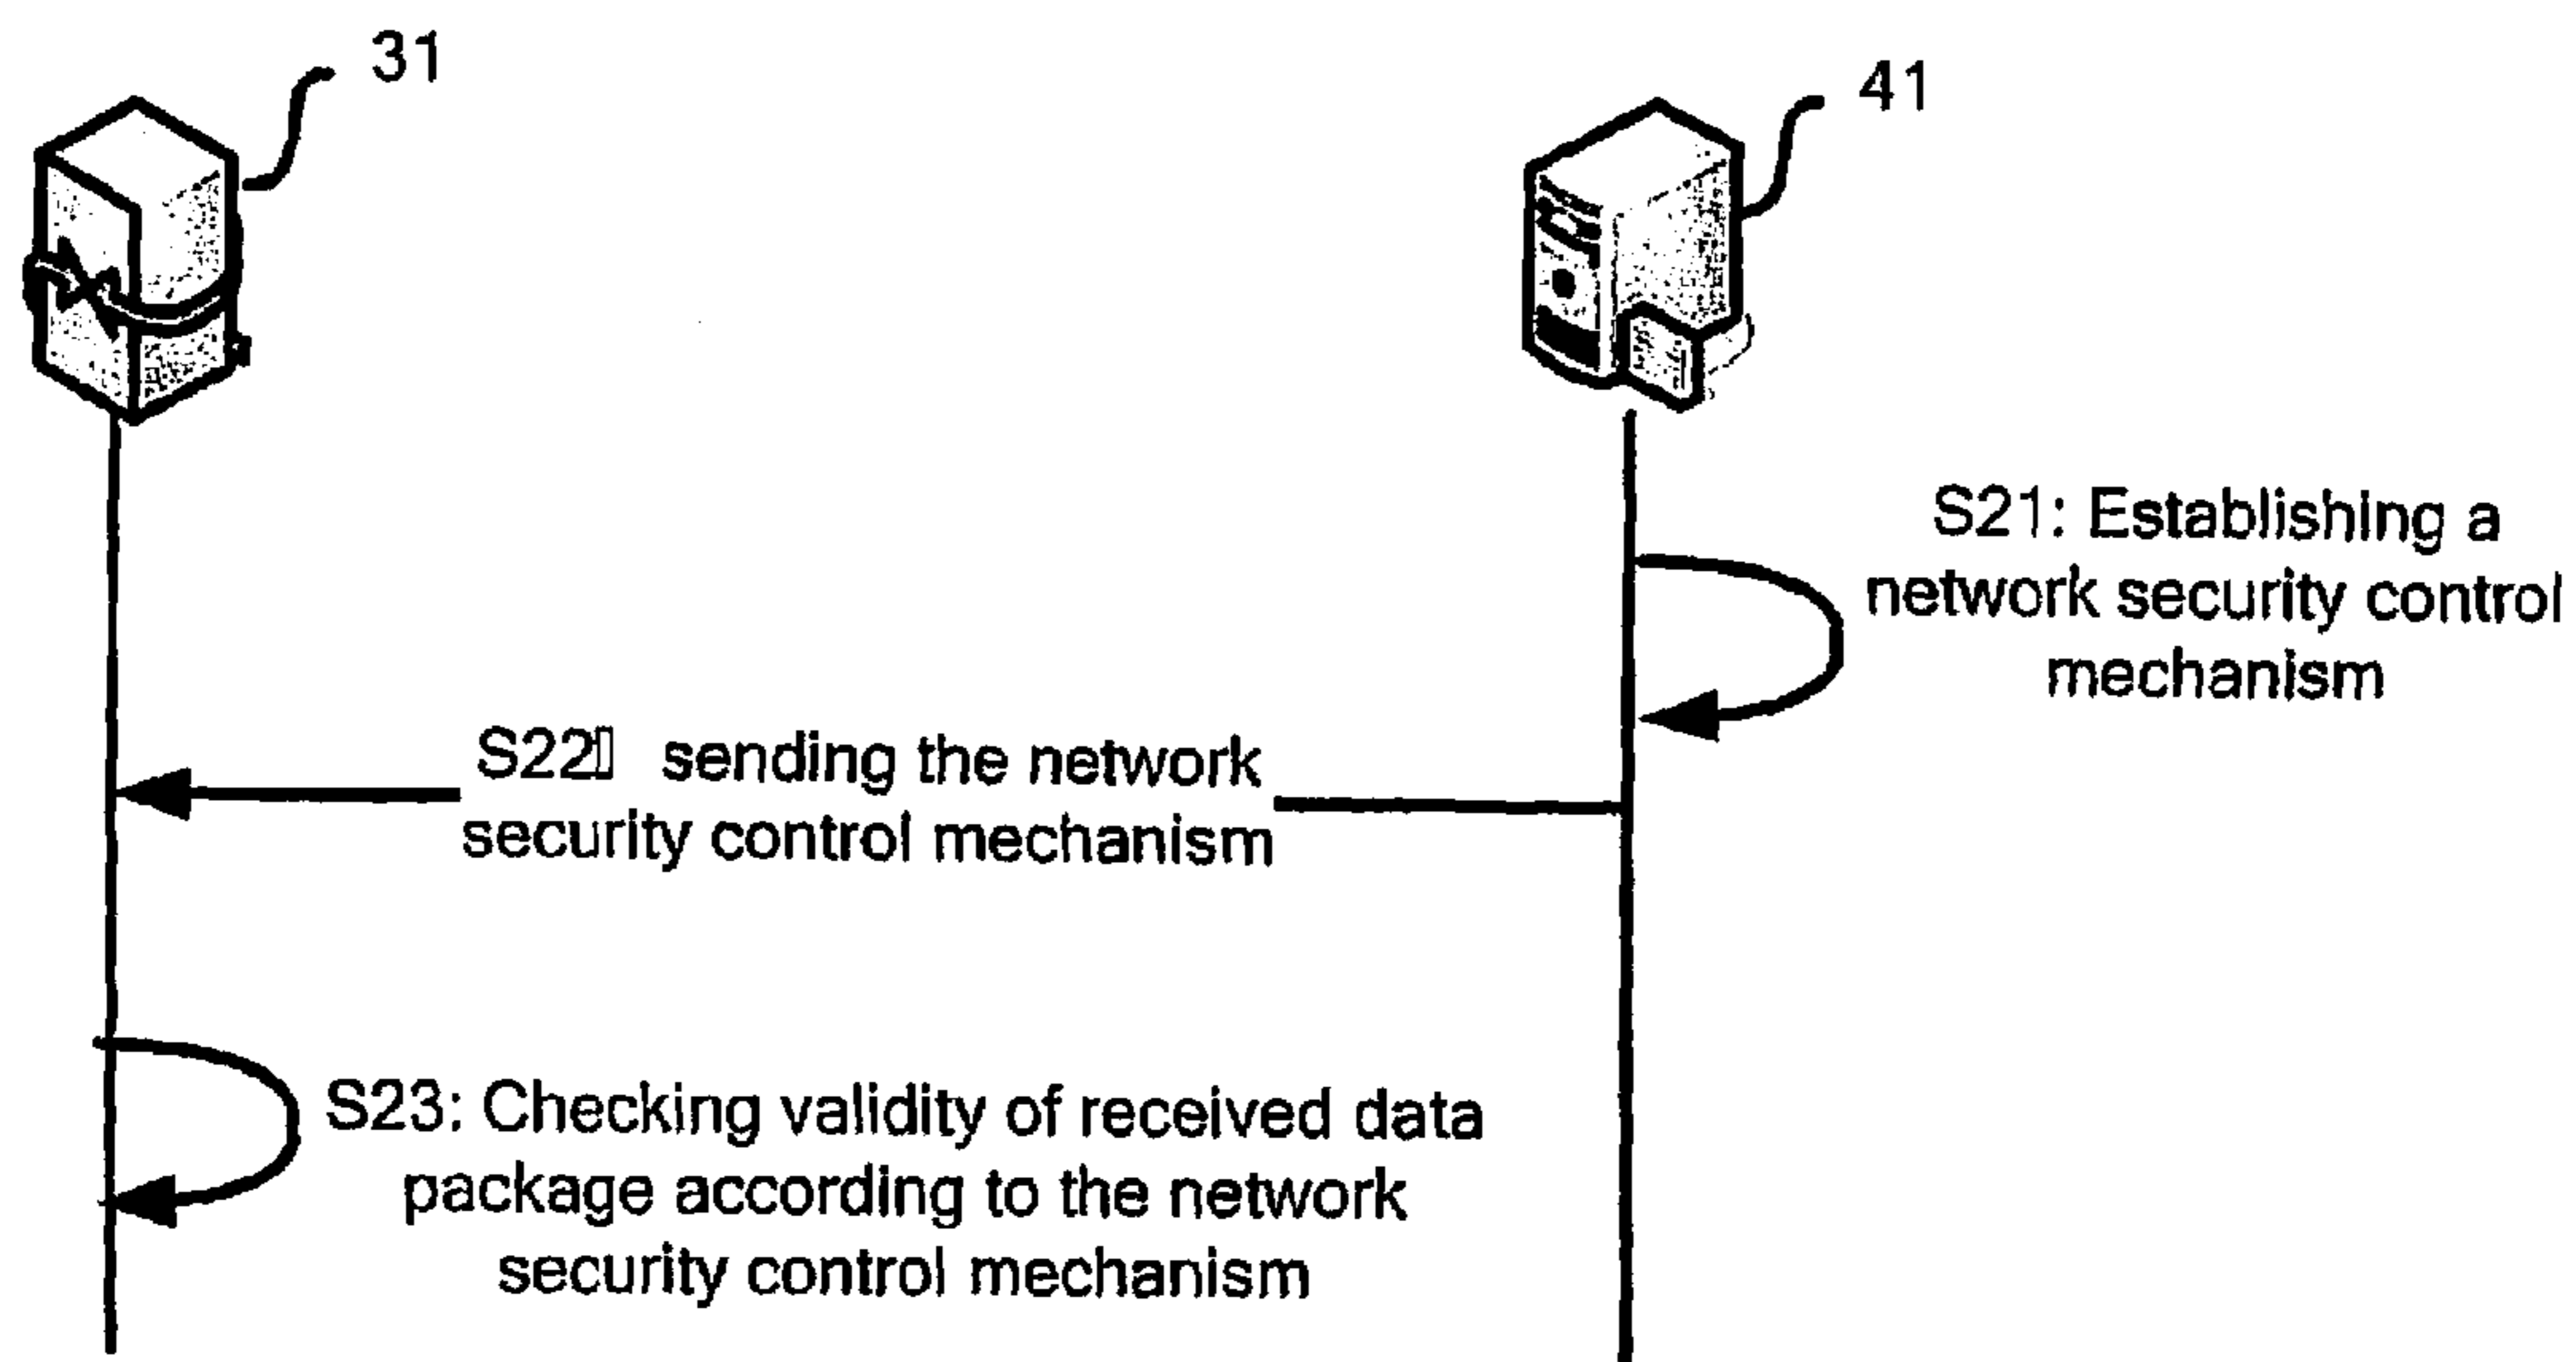 31
41
S21: Establishing a
network security control
mechanism
S22 sending the network
security control mechanism
S23: Checking validity of received data
package according to the network
security control mechanism